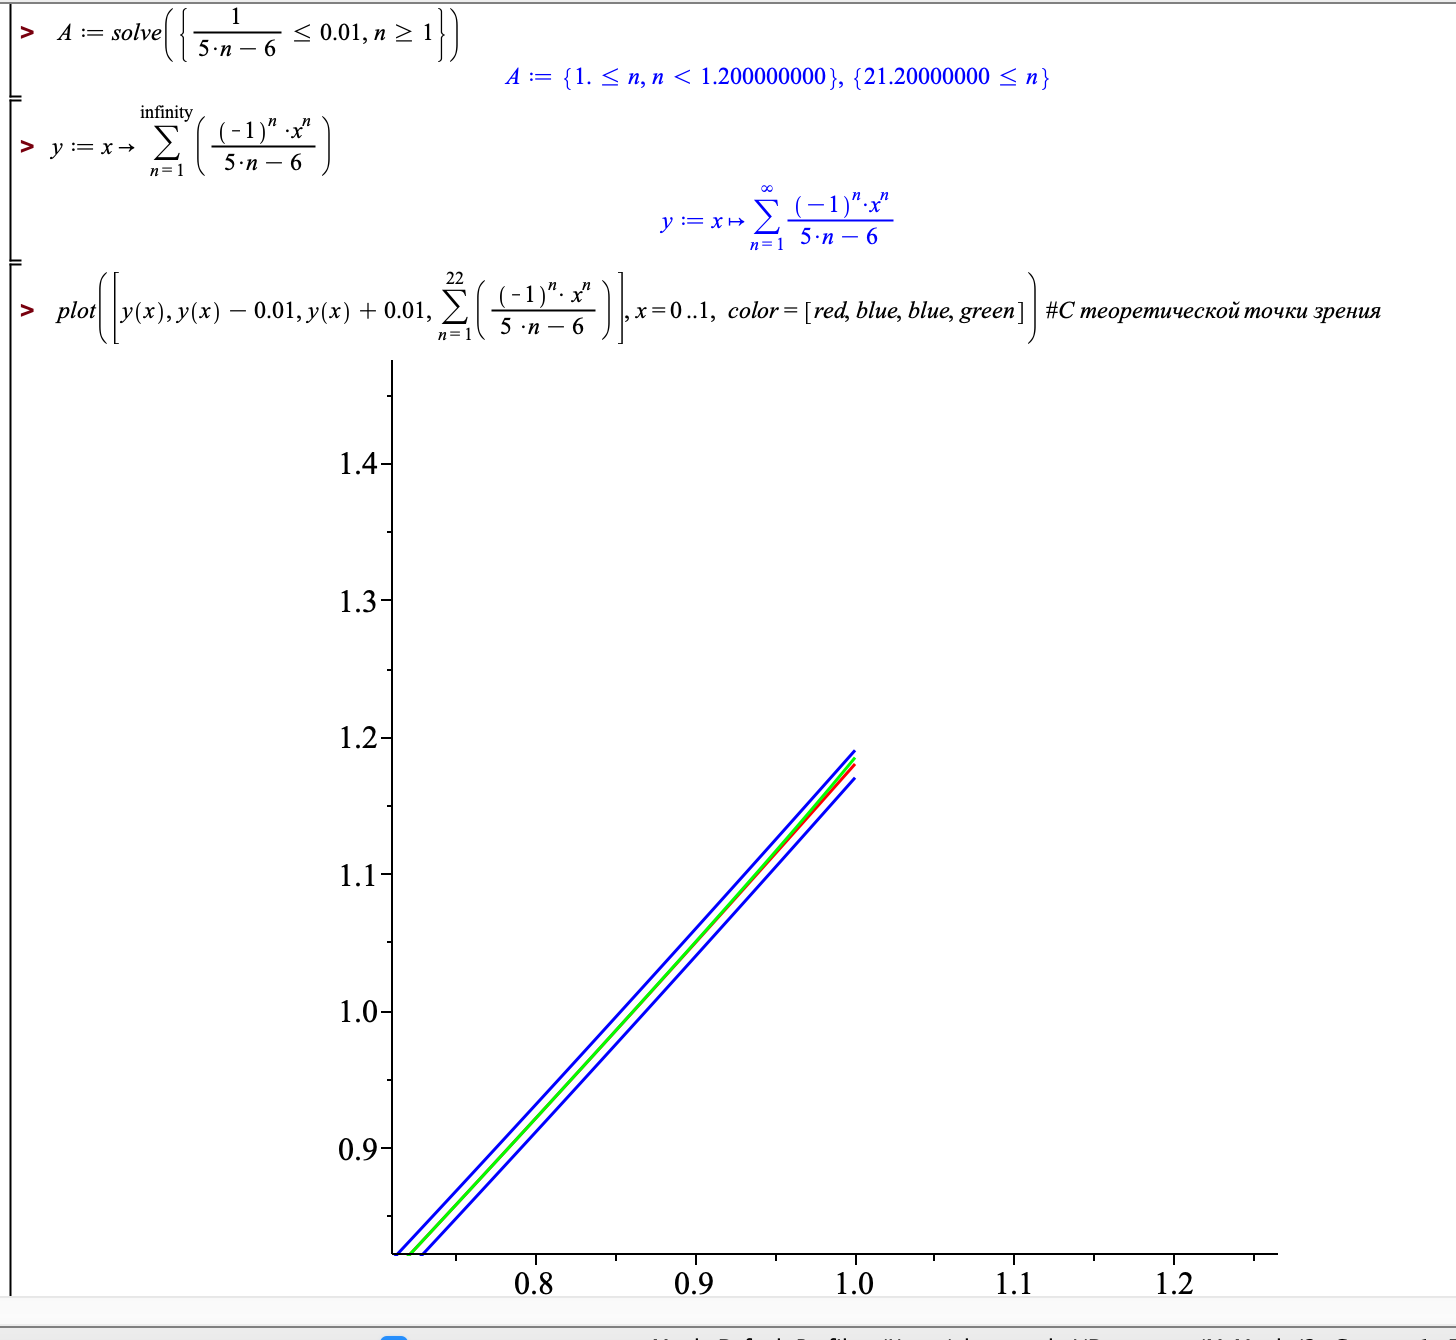 > A := solve({1/(5·n − 6) ≤ 0.01, n ≥ 1})
A := {1. ≤ n, n < 1.200000000}, {21.20000000 ≤ n}
> y := x → infinity ∑ n=1 ((-1)^n · x^n / (5·n − 6))
y := x ↦ ∞ ∑ n=1 (−1)^n·x^n / (5·n − 6)
> plot([y(x), y(x) − 0.01, y(x) + 0.01, 22 ∑ n=1 ((-1)^n · x^n / (5·n − 6))], x = 0 ..1, color = [red, blue, blue, green]) #С теоретической точки зрения
1.4
1.3
1.2
1.1
1.0
0.9
0.8 0.9 1.0 1.1 1.2